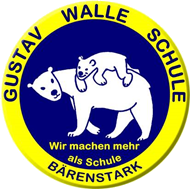 GUSTAV WALLE SCHULE
Wir machen mehr
als Schule
BÄRENSTARK